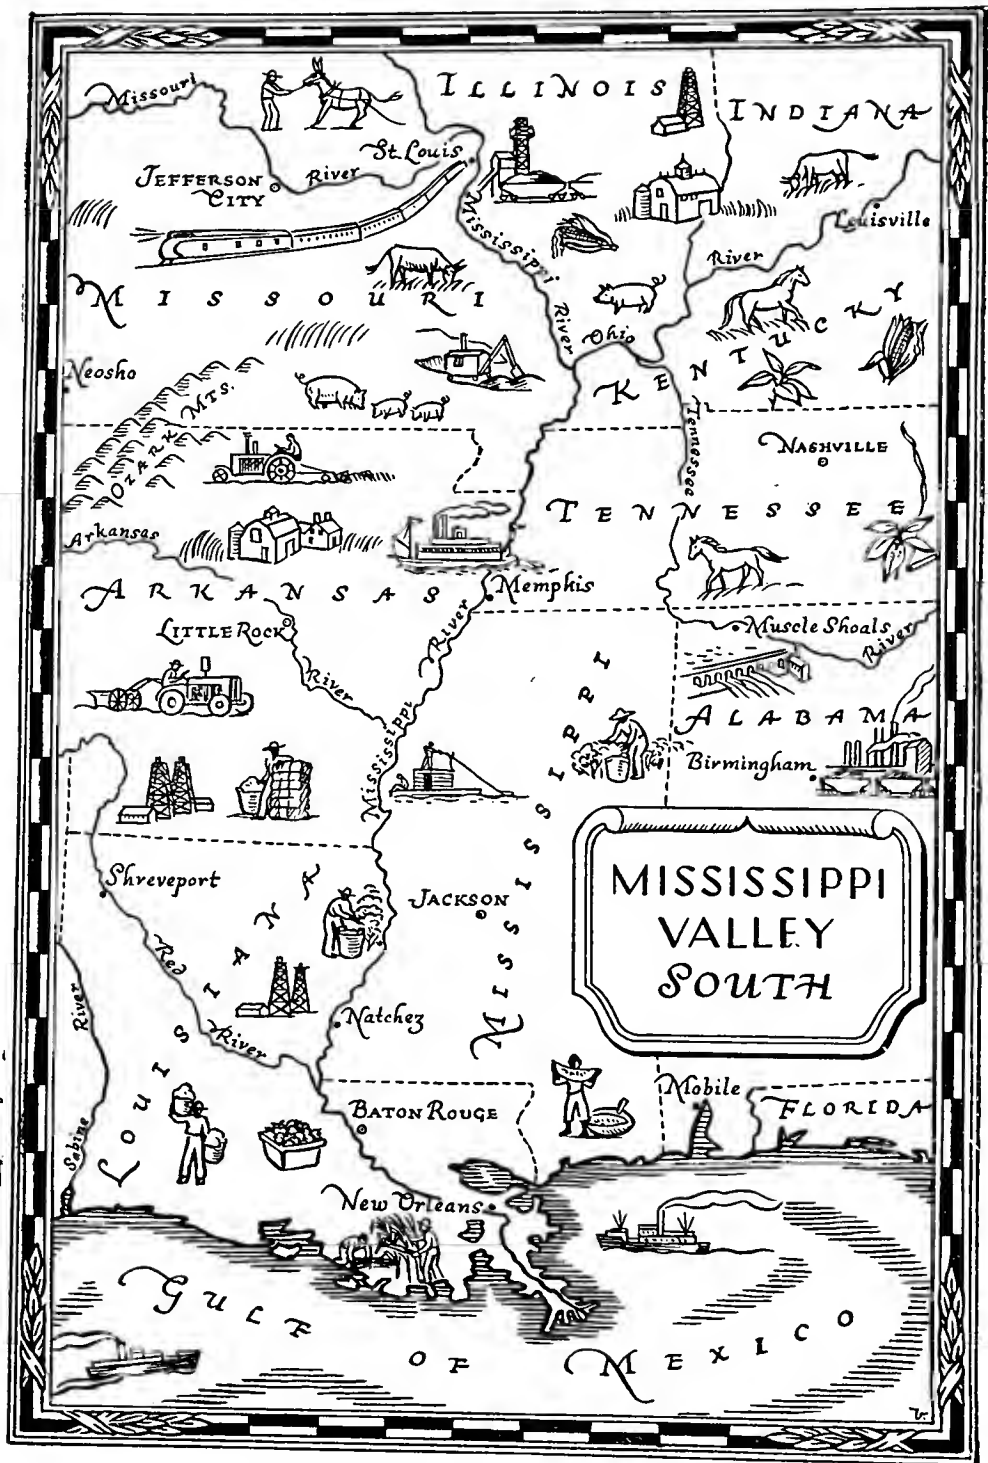 Missouri
ILLINOIS
INDIANA
St. Louis
JEFFERSON
CITY
River
Mississippi
Louisville
River
MISSOURI
River
Ohio
KENTUCKY
Neosho
OZARK MTS.
Tennessee
NASHVILLE
TENNESSEE
Arkansas
ARKANSAS
Memphis
LITTLE ROCK
River
Muscle Shoals
River
River
Mississippi
ALABAMA
Birmingham
MISSISSIPPI
MISSISSIPPI
VALLEY
SOUTH
Shreveport
JACKSON
LOUISIANA
Red
River
Natchez
River
Sabine
BATON ROUGE
Mobile
FLORIDA
NEW ORLEANS
GULF
OF MEXICO